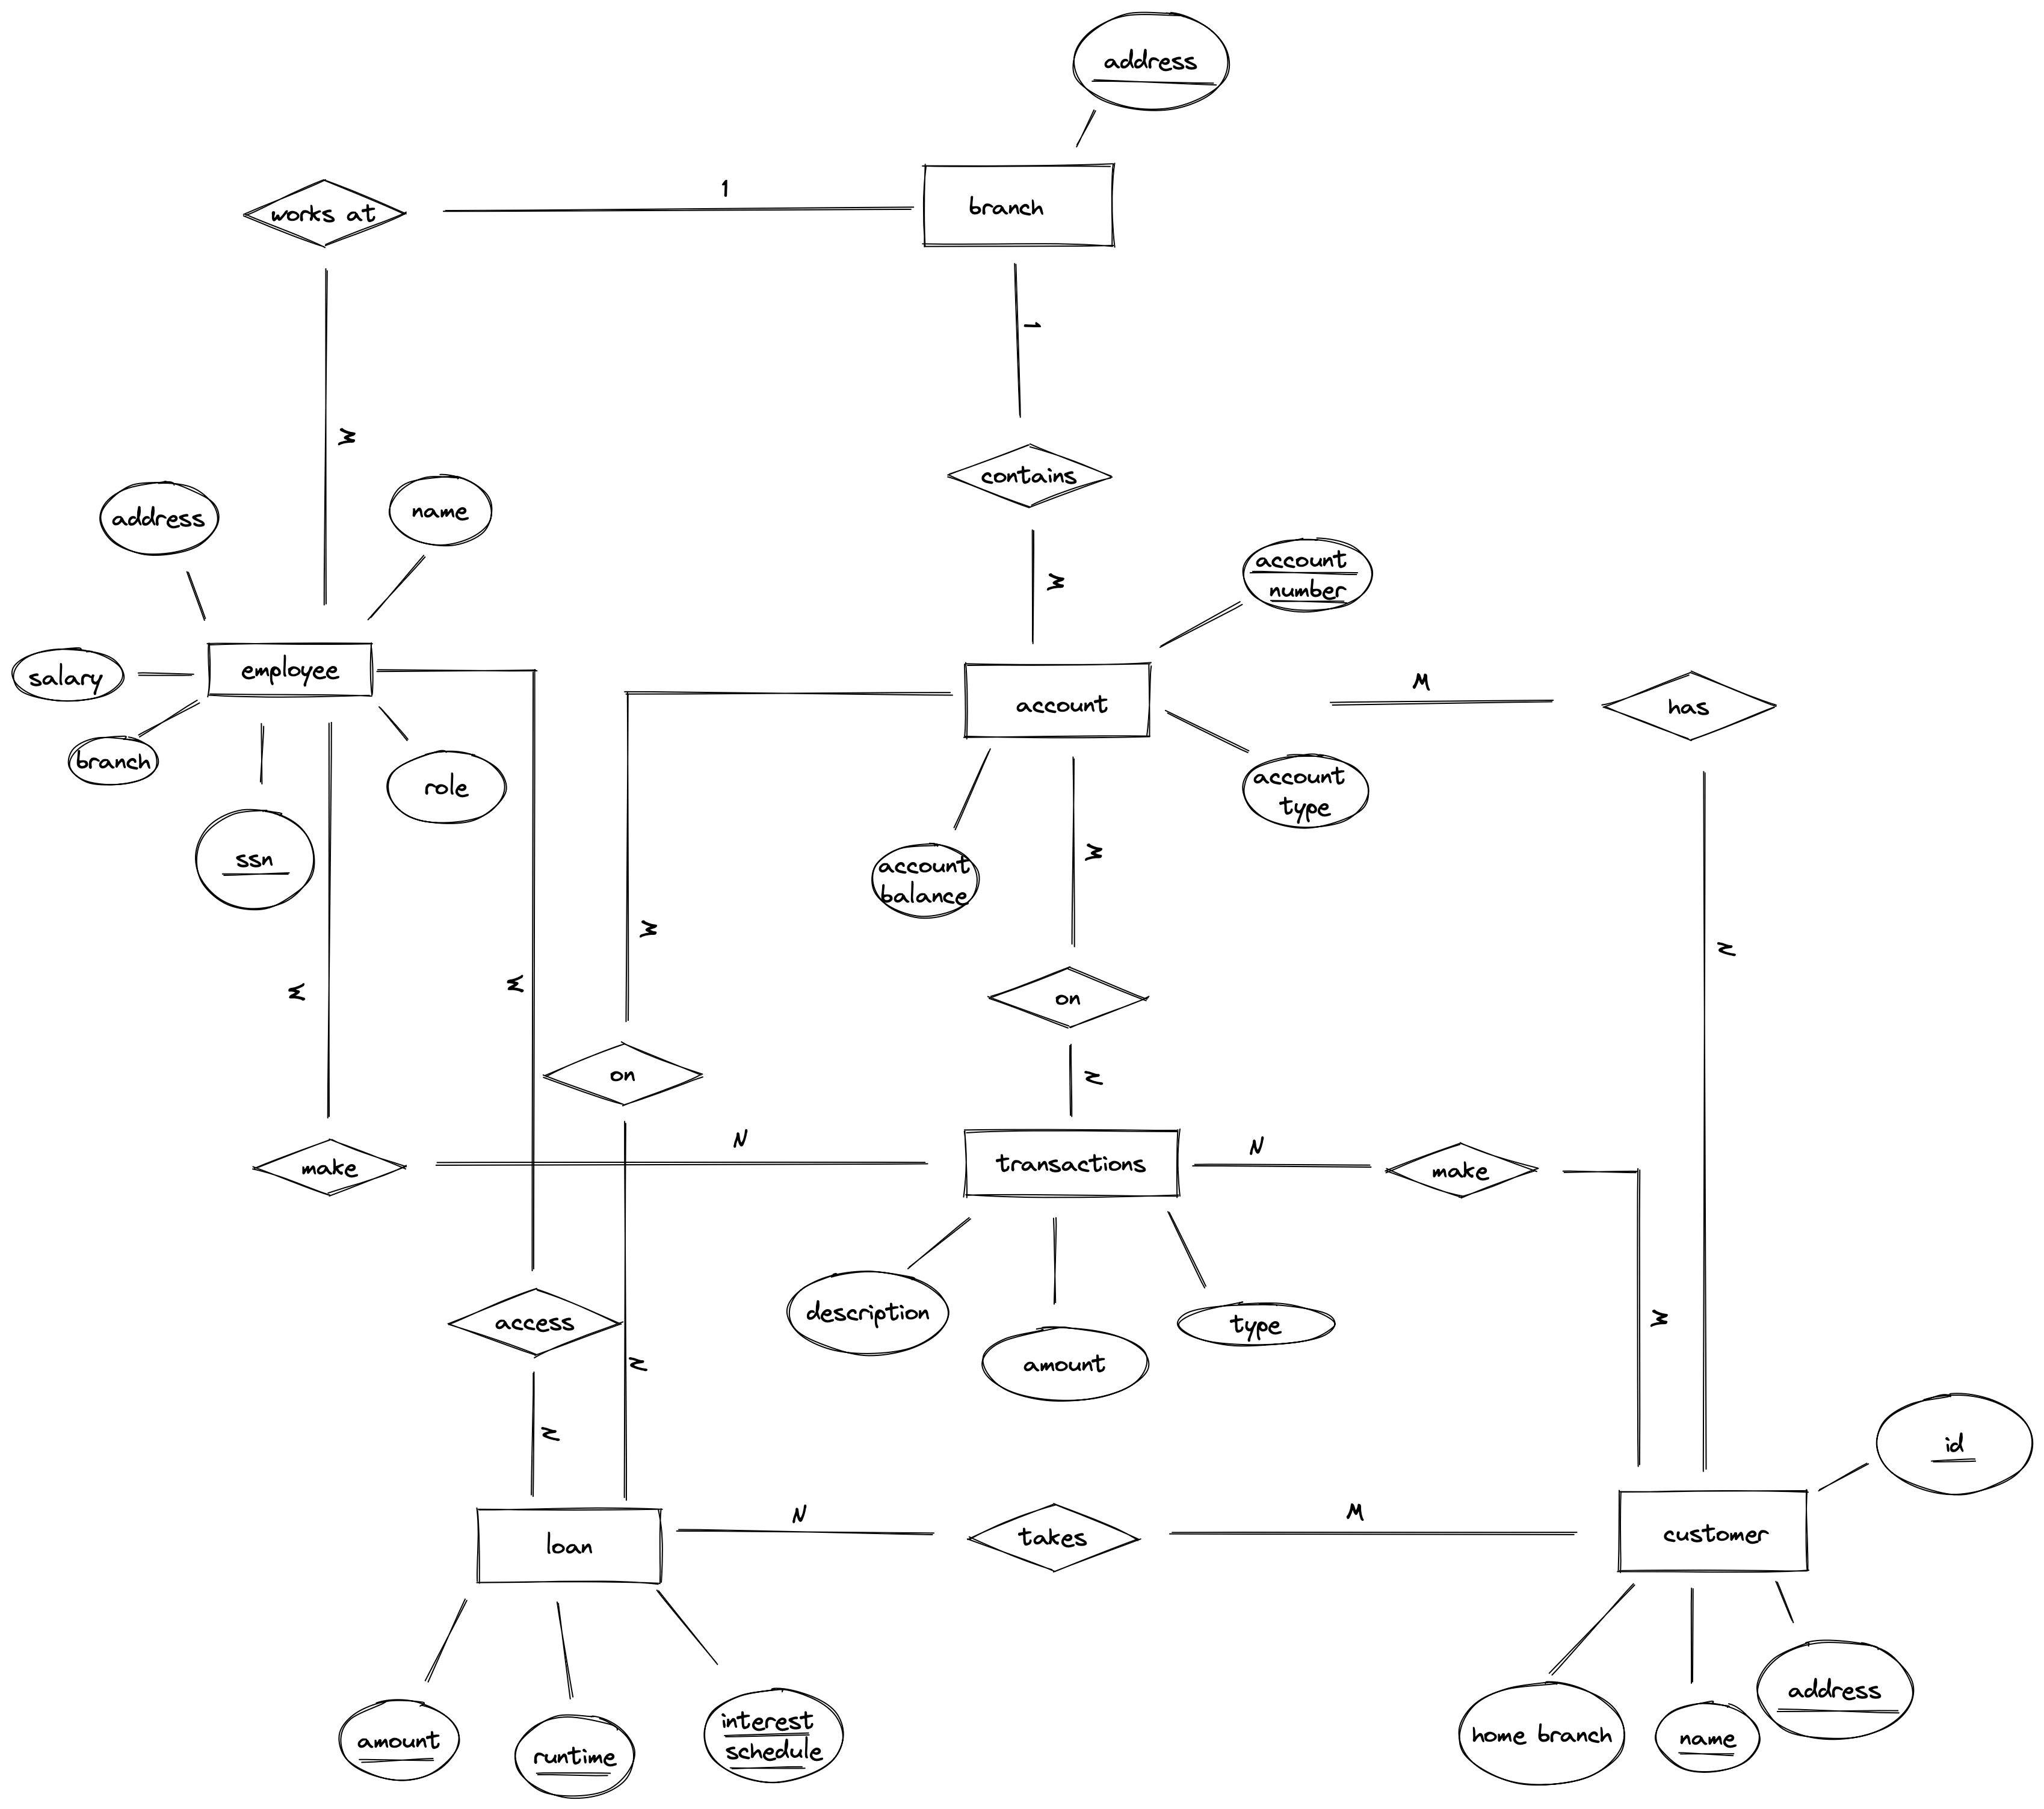 address
branch
works at
1
1
M
contains
address
name
account
number
M
employee
salary
account
M
has
branch
role
account
type
ssn
account
balance
M
M
N
M
M
on
on
N
make
N
transactions
N
make
description
amount
type
access
M
N
N
id
loan
N
takes
M
customer
amount
runtime
interest
schedule
home branch
name
address